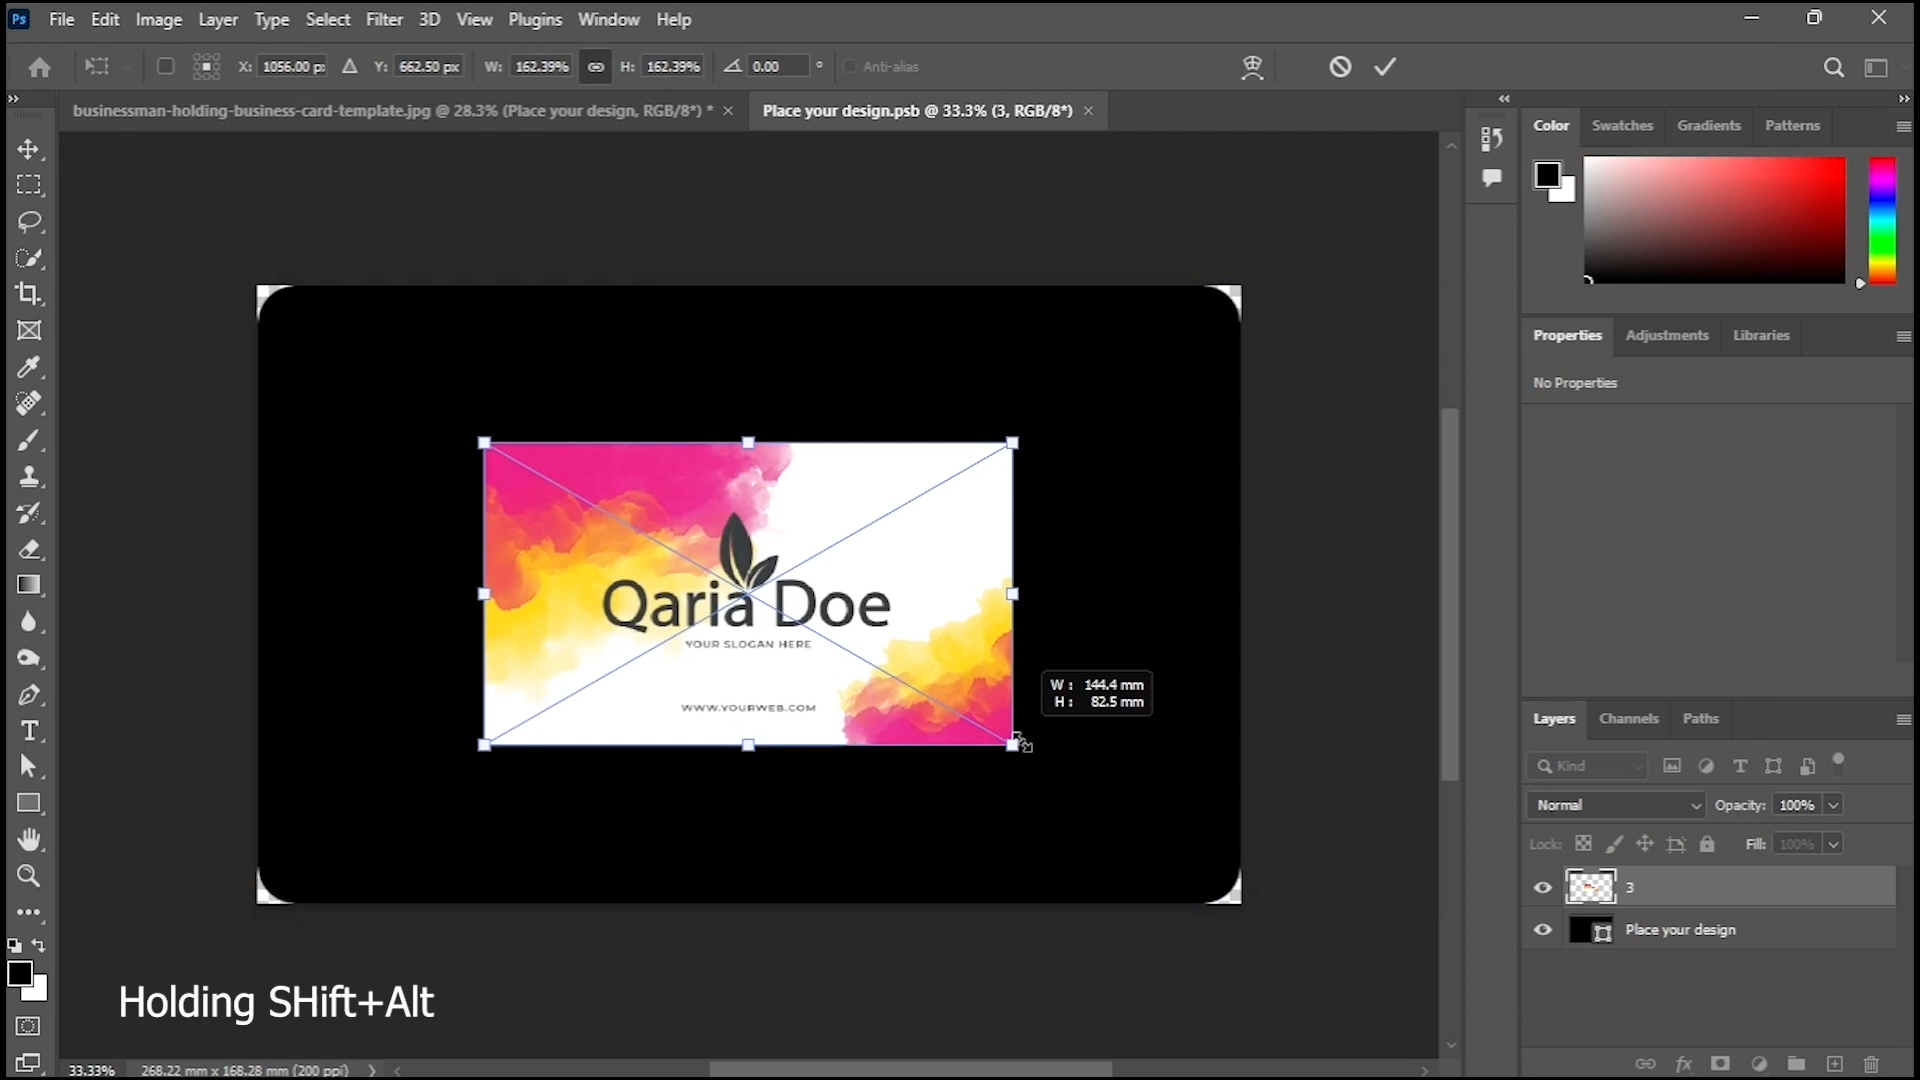 Ps File Edit Image Layer Type Select Filter 3D View Plugins Window Help
X: 1056.00 px Y: 662.50 px W: 162.39% H: 162.39% 0.00 ° Anti-alias
businessman-holding-business-card-template.jpg @ 28.3% (Place your design, RGB/8*) * × Place your design.psb @ 33.3% (3, RGB/8*) ×
Color Swatches Gradients Patterns
Properties Adjustments Libraries
No Properties
Qaria Doe
YOUR SLOGAN HERE
WWW.YOURWEB.COM
W : 144.4 mm
H : 82.5 mm
Layers Channels Paths
Kind
Normal Opacity: 100%
Lock: Fill: 100%
3
Place your design
Holding SHift+Alt
33.33% 268.22 mm x 168.28 mm (200 ppi)